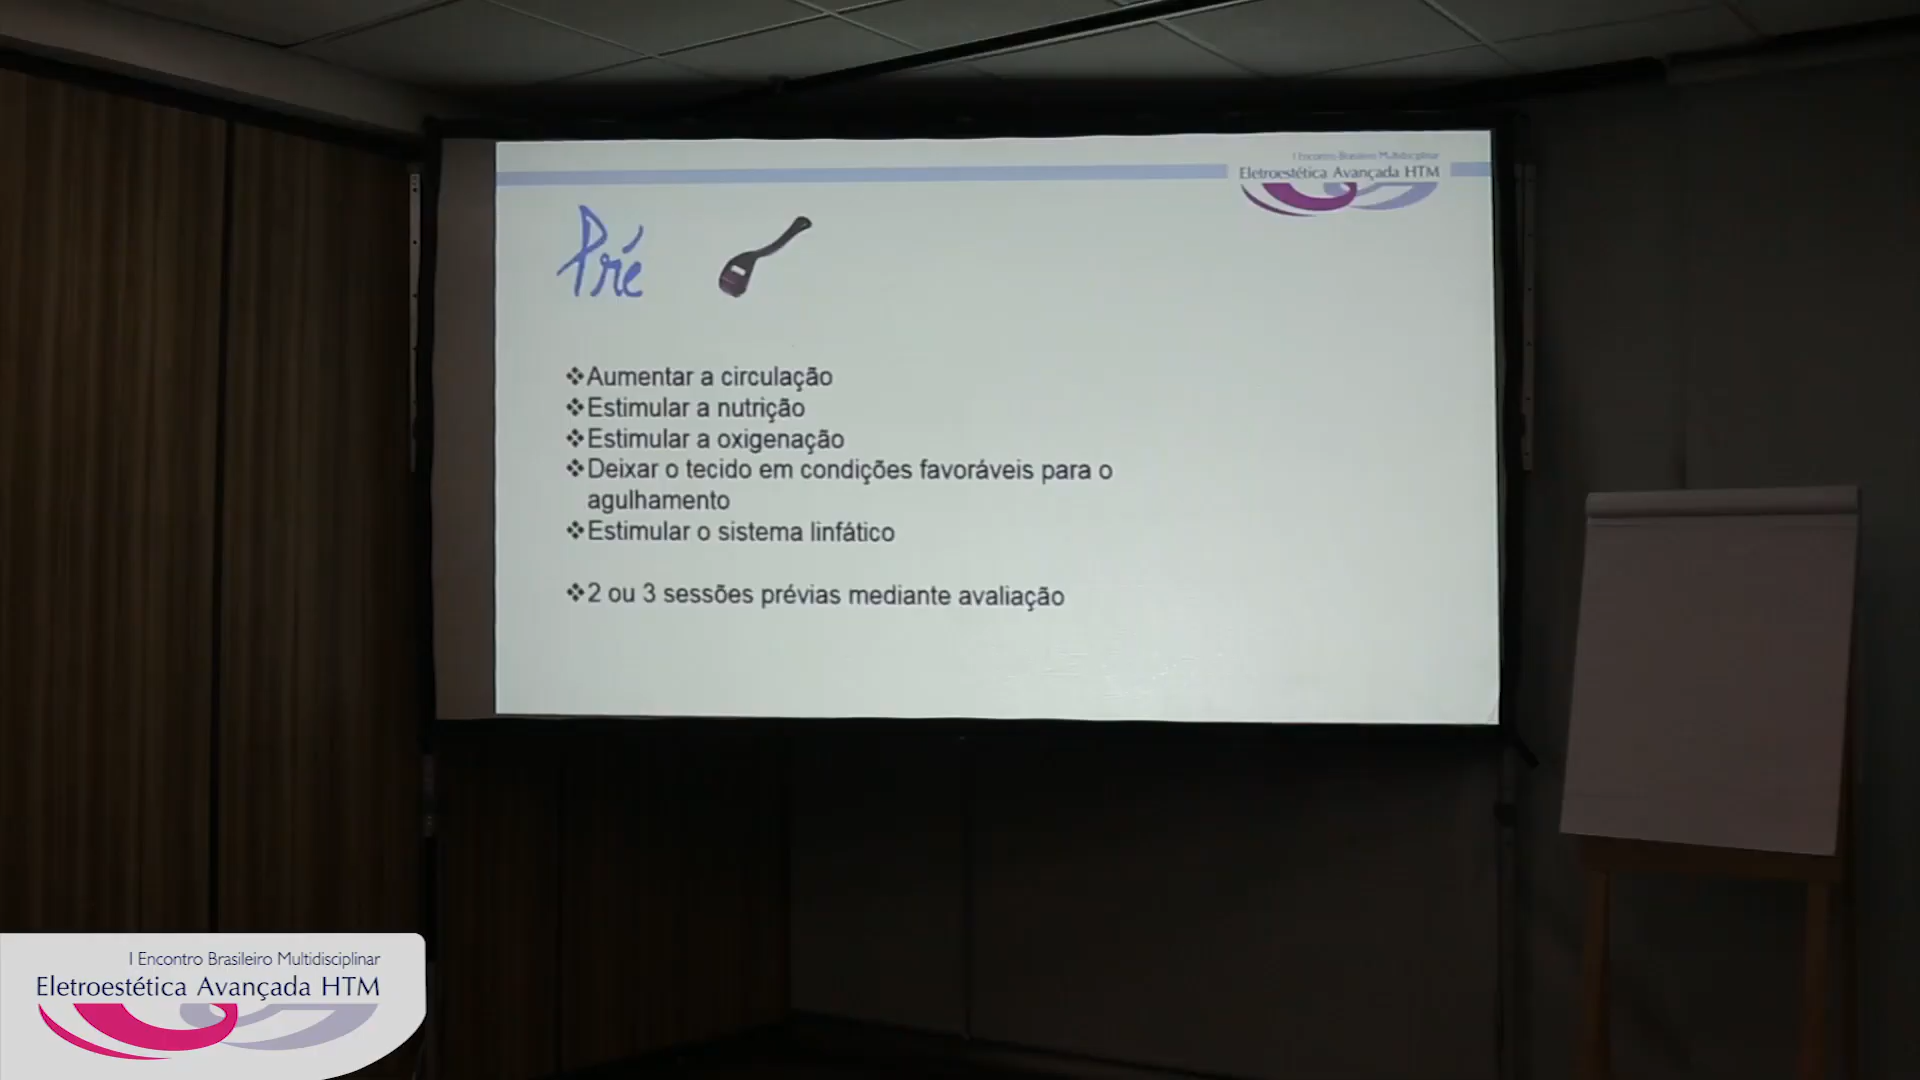 I Encontro Brasileiro Multidisciplinar
Eletroestética Avançada HTM
Pré
❖Aumentar a circulação
❖Estimular a nutrição
❖Estimular a oxigenação
❖Deixar o tecido em condições favoráveis para o
agulhamento
❖Estimular o sistema linfático
❖2 ou 3 sessões prévias mediante avaliação
I Encontro Brasileiro Multidisciplinar
Eletroestética Avançada HTM